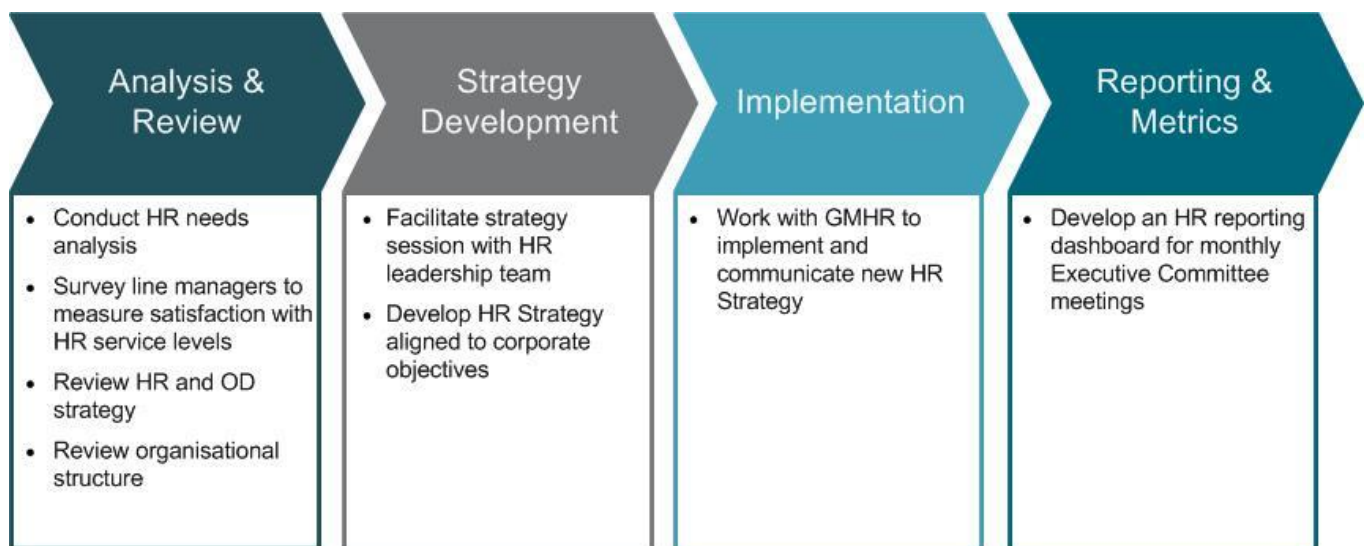 Analysis &
Review
• Conduct HR needs
analysis
• Survey line managers to
measure satisfaction with
HR service levels
• Review HR and OD
strategy
• Review organisational
structure
Strategy
Development
• Facilitate strategy
session with HR
leadership team
• Develop HR Strategy
aligned to corporate
objectives
Implementation
• Work with GMHR to
implement and
communicate new HR
Strategy
Reporting &
Metrics
• Develop an HR reporting
dashboard for monthly
Executive Committee
meetings